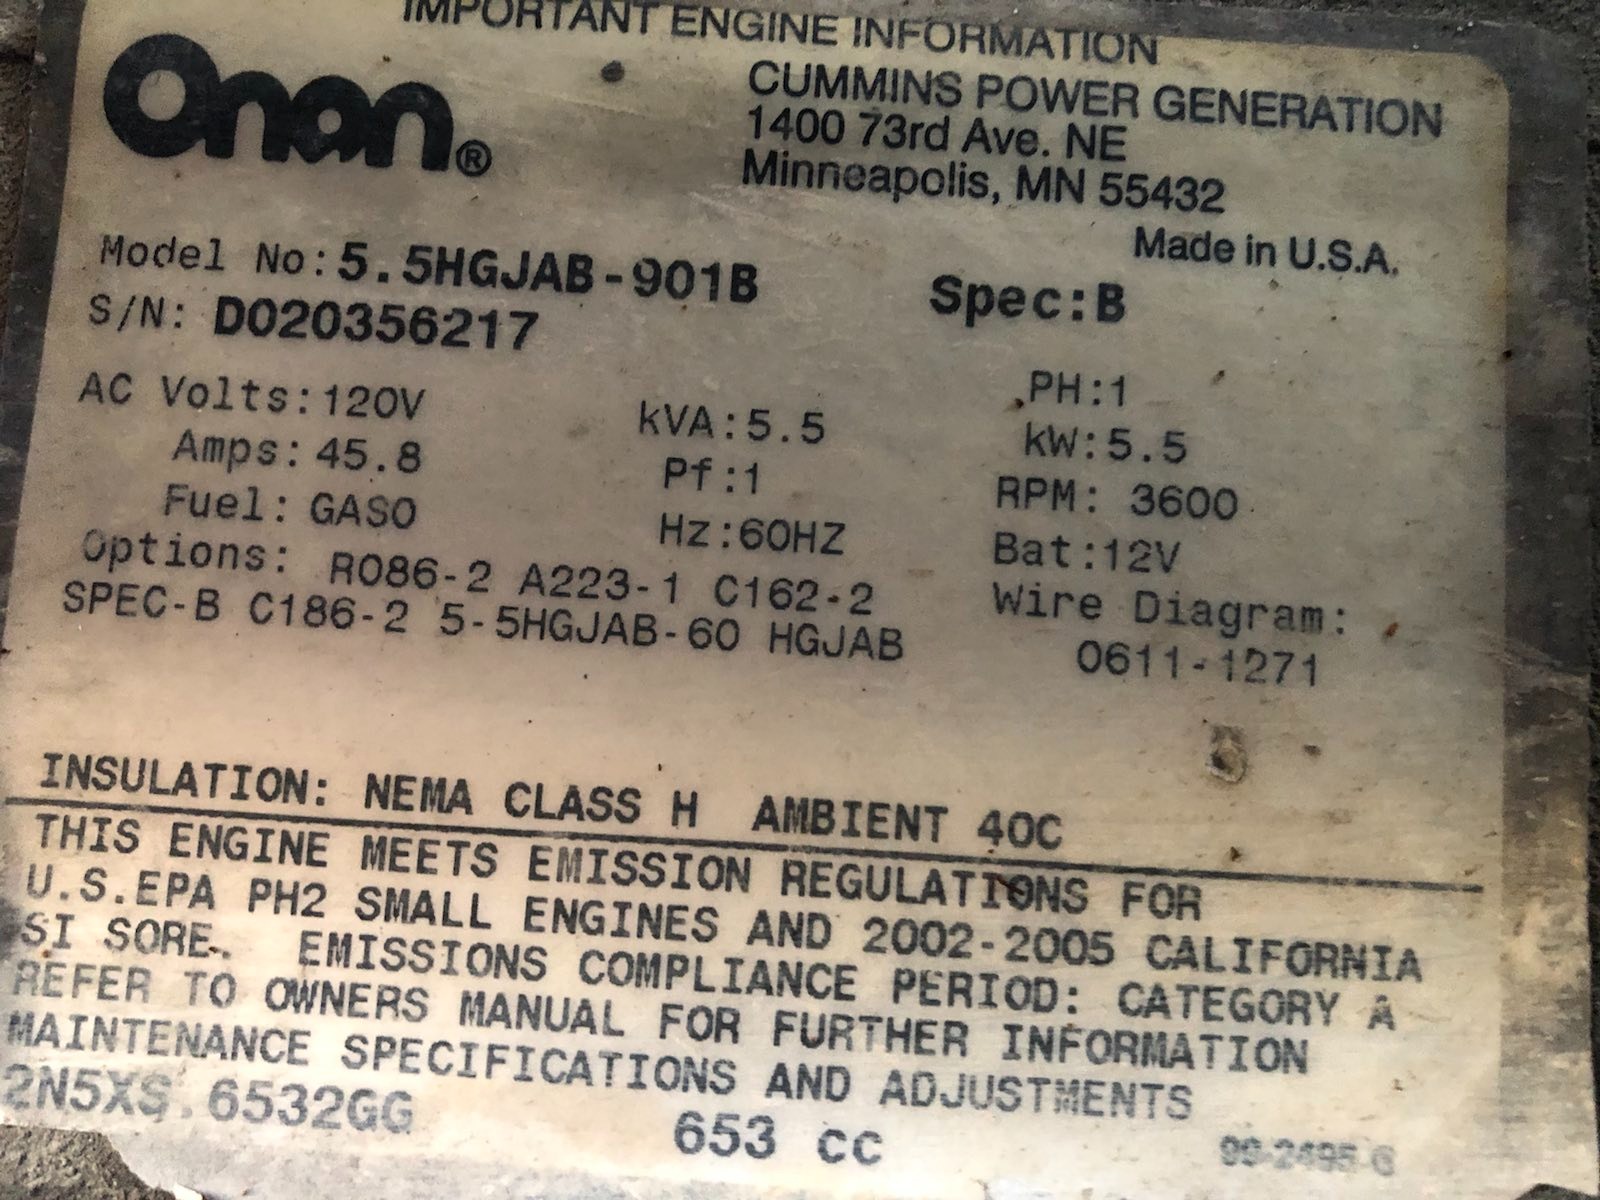 IMPORTANT ENGINE INFORMATION
Onan®
CUMMINS POWER GENERATION
1400 73rd Ave. NE
Minneapolis, MN 55432
Made in U.S.A.
Model No:5.5HGJAB-901B Spec:B
S/N: D020356217
AC Volts:120V kVA:5.5 PH:1
Amps:45.8 Pf:1 kW:5.5
Fuel: GASO Hz:60HZ RPM: 3600
Bat:12V
Options: R086-2 A223-1 C162-2
SPEC-B C186-2 5-5HGJAB-60 HGJAB
Wire Diagram:
0611-1271
INSULATION: NEMA CLASS H AMBIENT 40C
THIS ENGINE MEETS EMISSION REGULATIONS FOR
U.S.EPA PH2 SMALL ENGINES AND 2002-2005 CALIFORNIA
SI SORE. EMISSIONS COMPLIANCE PERIOD: CATEGORY A
REFER TO OWNERS MANUAL FOR FURTHER INFORMATION
MAINTENANCE SPECIFICATIONS AND ADJUSTMENTS
2N5XS.6532GG 653 CC